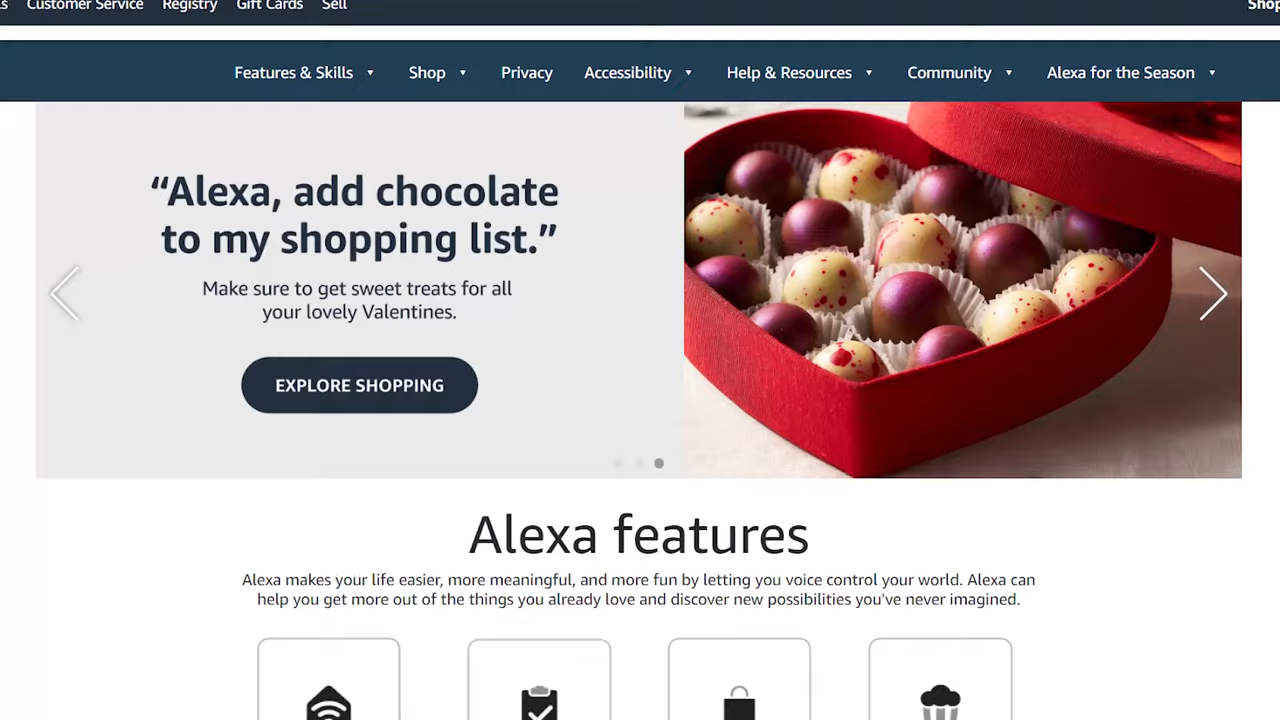 Customer Service Registry Gift Cards Sell
Features & Skills Shop Privacy Accessibility Help & Resources Community Alexa for the Season
“Alexa, add chocolate
to my shopping list.”
Make sure to get sweet treats for all
your lovely Valentines.
EXPLORE SHOPPING
Alexa features
Alexa makes your life easier, more meaningful, and more fun by letting you voice control your world. Alexa can
help you get more out of the things you already love and discover new possibilities you've never imagined.